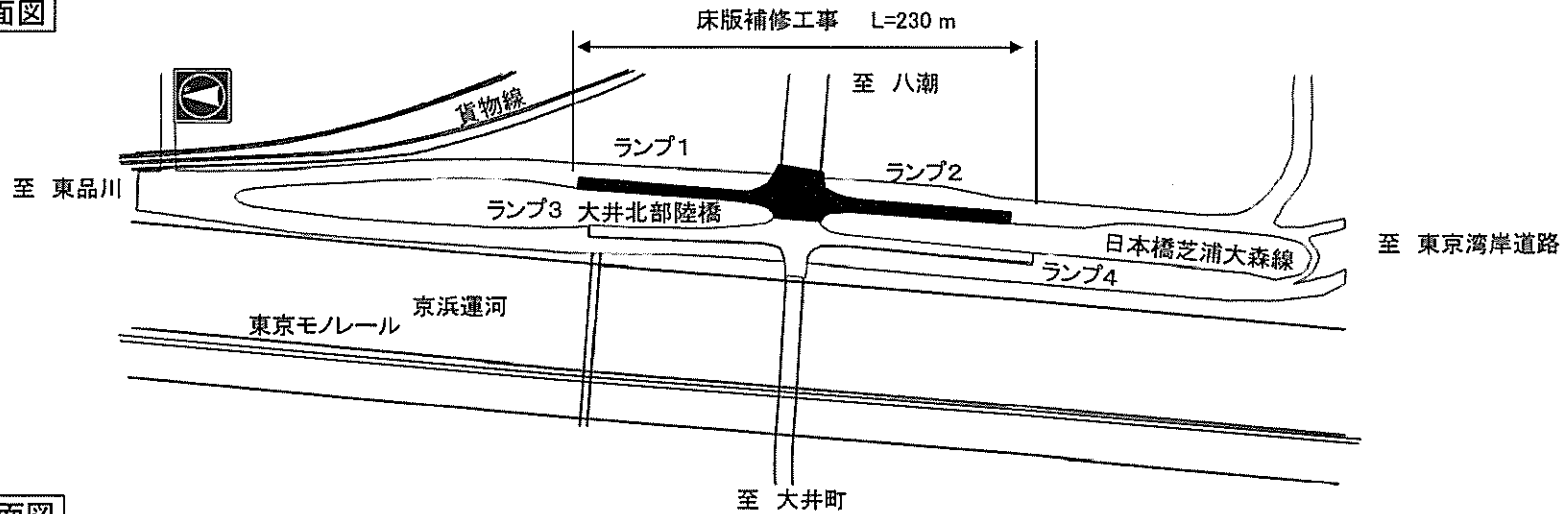 面図
床版補修工事 L=230 m
至 八潮
貨物線
ランプ1
ランプ2
至 東品川
ランプ3 大井北部陸橋
日本橋芝浦大森線
至 東京湾岸道路
ランプ4
京浜運河
東京モノレール
至 大井町
面図